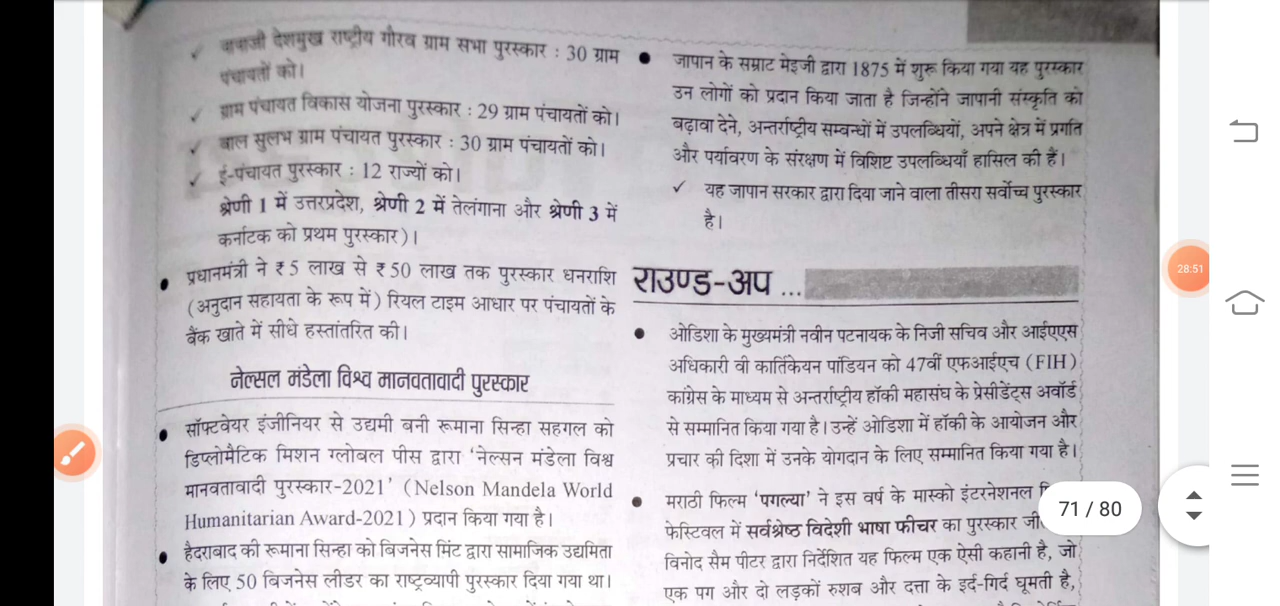 नानाजी देशमुख राष्ट्रीय गौरव ग्राम सभा पुरस्कार : 30 ग्राम
पंचायतों को।
ग्राम पंचायत विकास योजना पुरस्कार : 29 ग्राम पंचायतों को।
बाल सुलभ ग्राम पंचायत पुरस्कार : 30 ग्राम पंचायतों को।
ई-पंचायत पुरस्कार : 12 राज्यों को।
श्रेणी 1 में उत्तरप्रदेश, श्रेणी 2 में तेलंगाना और श्रेणी 3 में
कर्नाटक को प्रथम पुरस्कार)।
प्रधानमंत्री ने ₹ 5 लाख से ₹ 50 लाख तक पुरस्कार धनराशि
(अनुदान सहायता के रूप में) रियल टाइम आधार पर पंचायतों के
बैंक खाते में सीधे हस्तांतरित की।
नेल्सल मंडेला विश्व मानवतावादी पुरस्कार
सॉफ्टवेयर इंजीनियर से उद्यमी बनी रूमाना सिन्हा सहगल को
डिप्लोमैटिक मिशन ग्लोबल पीस द्वारा ‘नेल्सन मंडेला विश्व
मानवतावादी पुरस्कार-2021’ (Nelson Mandela World
Humanitarian Award-2021) प्रदान किया गया है।
हैदराबाद की रूमाना सिन्हा को बिजनेस मिंट द्वारा सामाजिक उद्यमिता
के लिए 50 बिजनेस लीडर का राष्ट्रव्यापी पुरस्कार दिया गया था।
जापान के सम्राट मेइजी द्वारा 1875 में शुरू किया गया यह पुरस्कार
उन लोगों को प्रदान किया जाता है जिन्होंने जापानी संस्कृति को
बढ़ावा देने, अन्तर्राष्ट्रीय सम्बन्धों में उपलब्धियों, अपने क्षेत्र में प्रगति
और पर्यावरण के संरक्षण में विशिष्ट उपलब्धियाँ हासिल की हैं।
यह जापान सरकार द्वारा दिया जाने वाला तीसरा सर्वोच्च पुरस्कार
है।
राउण्ड-अप ...
ओडिशा के मुख्यमंत्री नवीन पटनायक के निजी सचिव और आईएएस
अधिकारी वी कार्तिकेयन पांडियन को 47वीं एफआईएच (FIH)
कांग्रेस के माध्यम से अन्तर्राष्ट्रीय हॉकी महासंघ के प्रेसीडेंट्स अवॉर्ड
से सम्मानित किया गया है। उन्हें ओडिशा में हॉकी के आयोजन और
प्रचार की दिशा में उनके योगदान के लिए सम्मानित किया गया है।
मराठी फिल्म ‘पगल्या’ ने इस वर्ष के मास्को इंटरनेशनल
फेस्टिवल में सर्वश्रेष्ठ विदेशी भाषा फीचर का पुरस्कार
विनोद सैम पीटर द्वारा निर्देशित यह फिल्म एक ऐसी कहानी है, जो
एक पग और दो लड़कों रुशब और दत्ता के इर्द-गिर्द घूमती है,
28:51
71 / 80